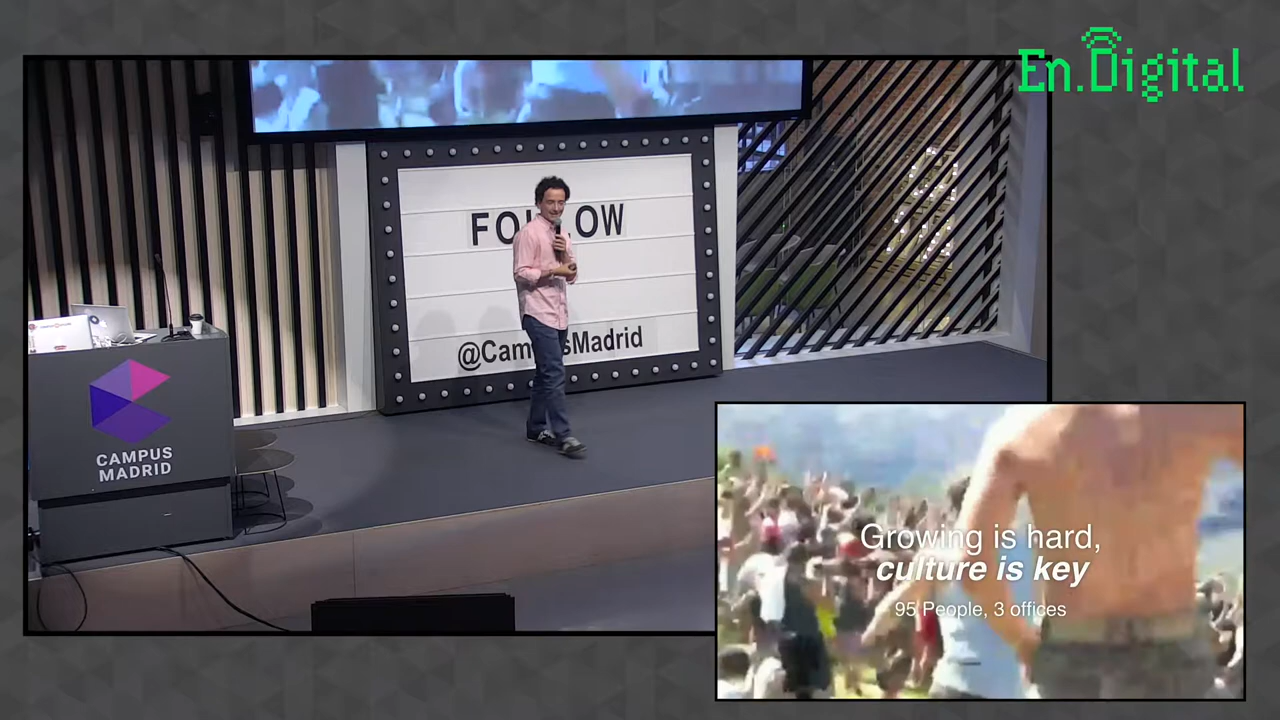 En.Digital
FOLLOW
@CampusMadrid
CAMPUS
MADRID
Growing is hard,
culture is key
95 People, 3 offices